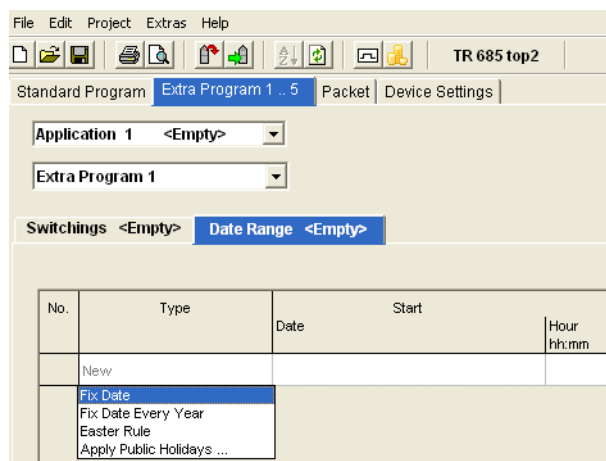 File Edit Project Extras Help
TR 685 top2
Standard Program Extra Program 1 .. 5 Packet Device Settings
Application 1 <Empty>
Extra Program 1
Switchings <Empty> Date Range <Empty>
No. Type Start
Date Hour
hh:mm
New
Fix Date
Fix Date Every Year
Easter Rule
Apply Public Holidays ...